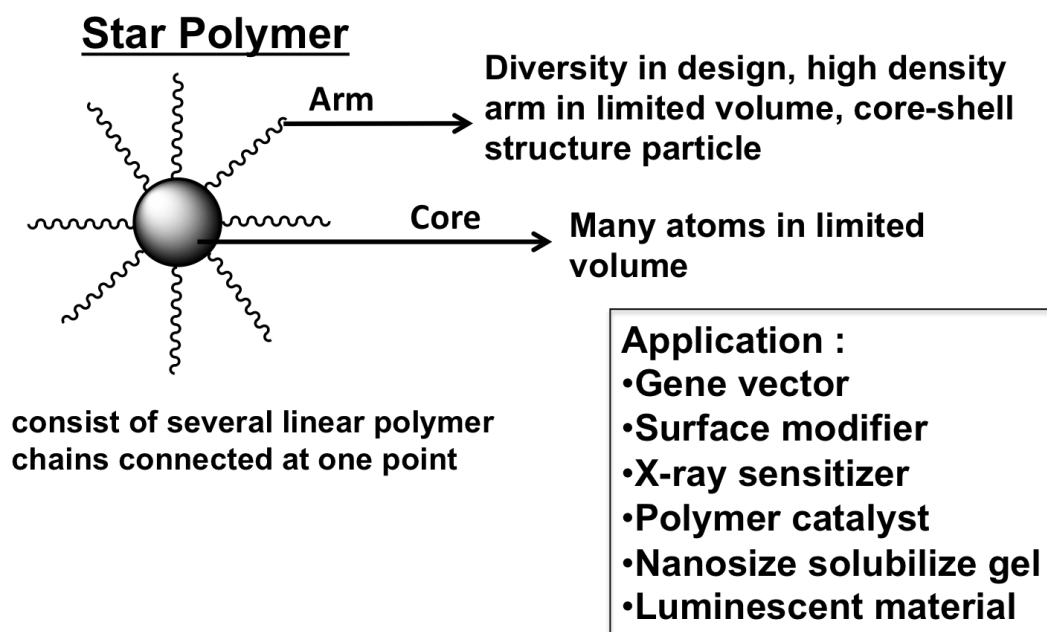 Star Polymer
Arm
Diversity in design, high density
arm in limited volume, core-shell
structure particle
Core
Many atoms in limited
volume
consist of several linear polymer
chains connected at one point
Application :
•Gene vector
•Surface modifier
•X-ray sensitizer
•Polymer catalyst
•Nanosize solubilize gel
•Luminescent material